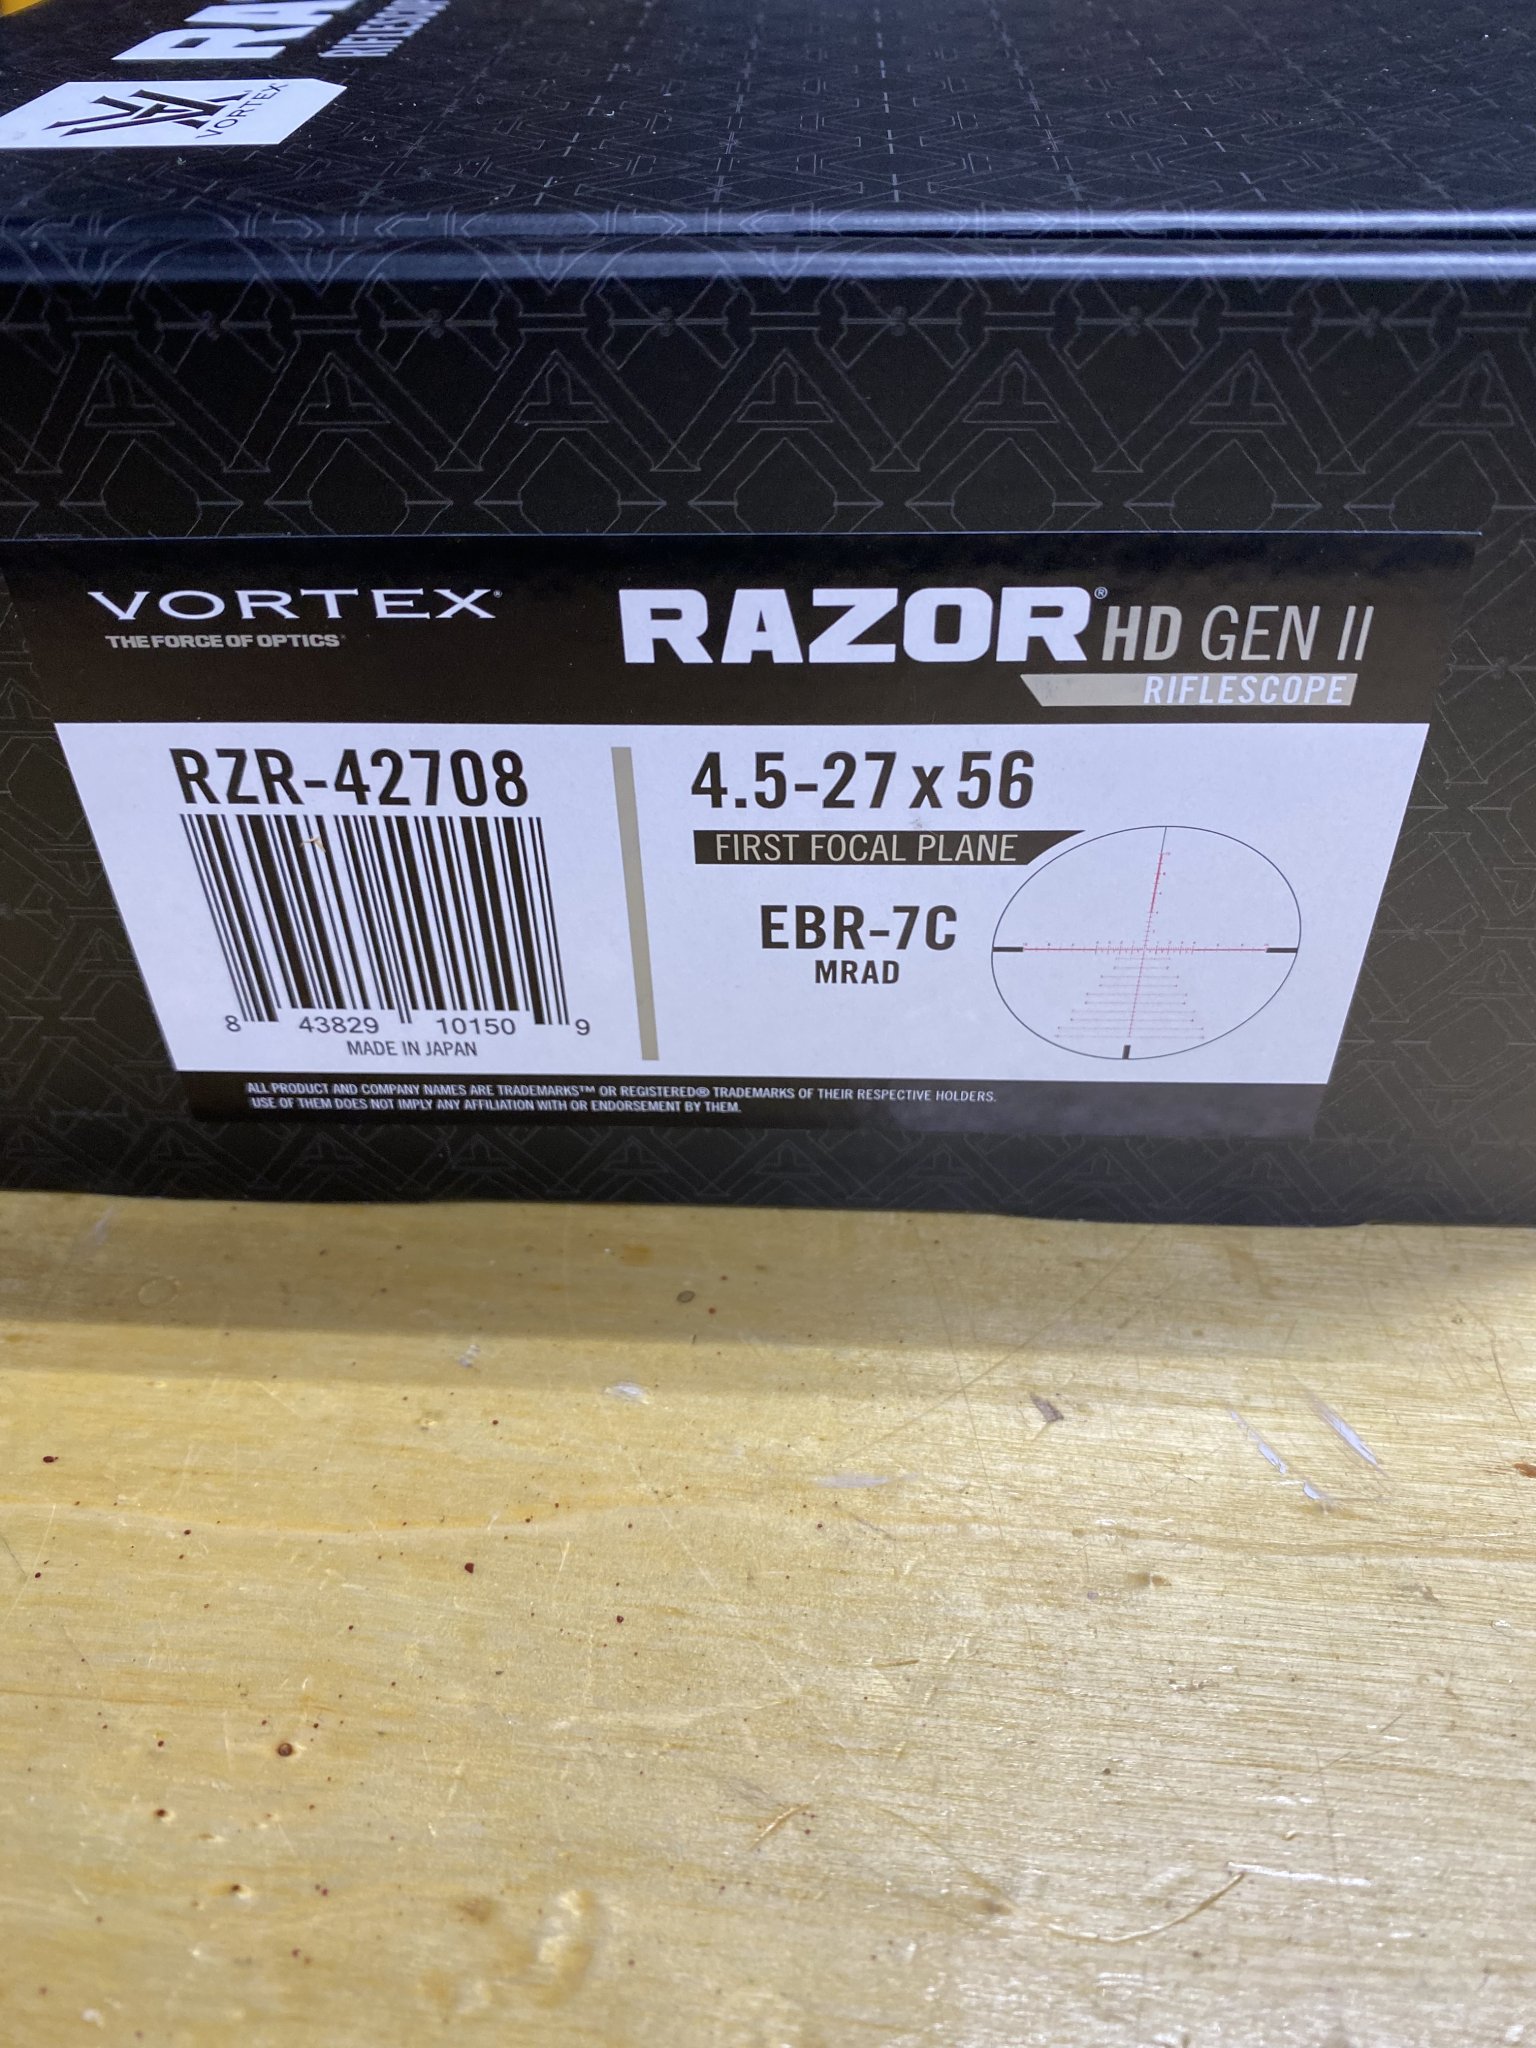 VORTEX
VORTEX®
THE FORCE OF OPTICS®
RAZOR® HD GEN II
RIFLESCOPE
RZR-42708
8 43829 10150 9
MADE IN JAPAN
4.5-27 x 56
FIRST FOCAL PLANE
EBR-7C
MRAD
ALL PRODUCT AND COMPANY NAMES ARE TRADEMARKS™ OR REGISTERED® TRADEMARKS OF THEIR RESPECTIVE HOLDERS.
USE OF THEM DOES NOT IMPLY ANY AFFILIATION WITH OR ENDORSEMENT BY THEM.